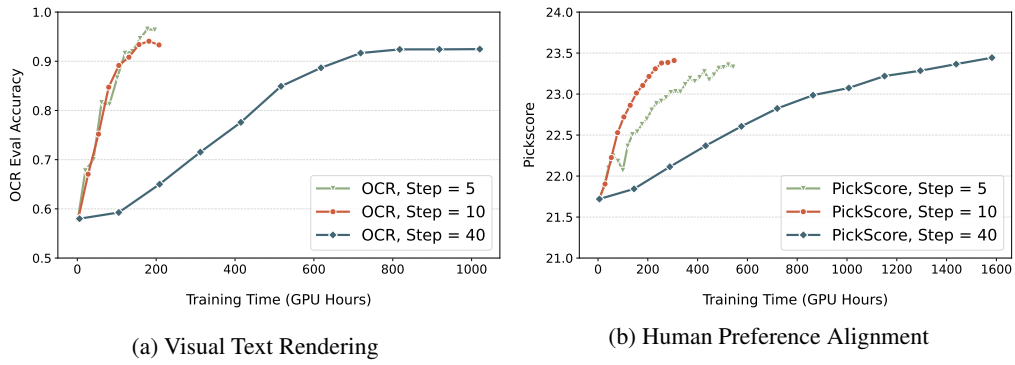 1.0
0.9
0.8
0.7
0.6
0.5
OCR Eval Accuracy
0 200 400 600 800 1000
Training Time (GPU Hours)
OCR, Step = 5
OCR, Step = 10
OCR, Step = 40
(a) Visual Text Rendering
24.0
23.5
23.0
22.5
22.0
21.5
21.0
Pickscore
0 200 400 600 800 1000 1200 1400 1600
Training Time (GPU Hours)
PickScore, Step = 5
PickScore, Step = 10
PickScore, Step = 40
(b) Human Preference Alignment